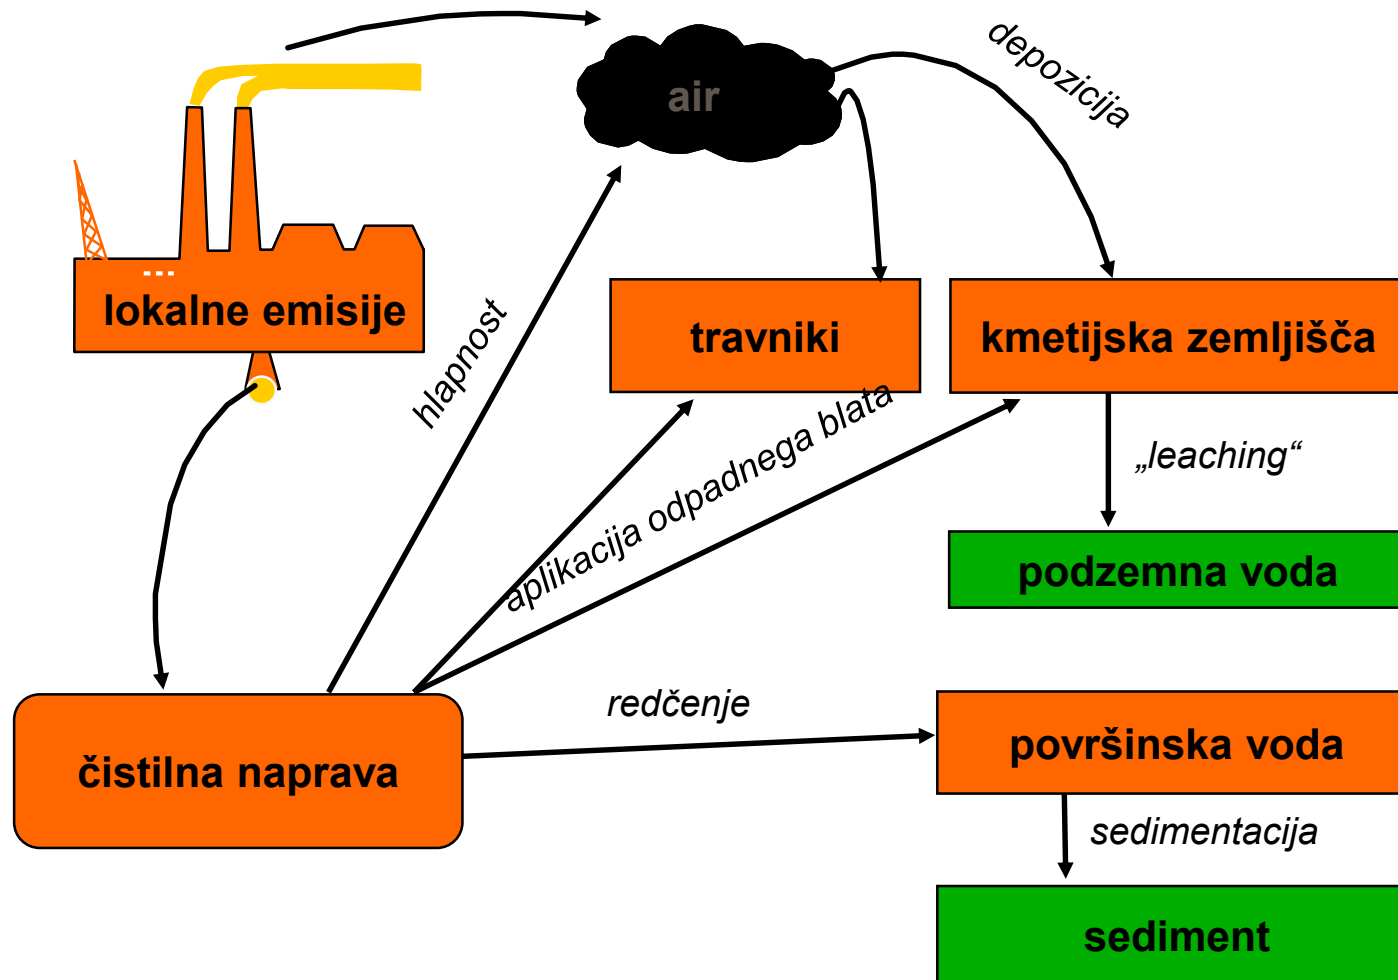 air
depozicija
lokalne emisije
hlapnost
travniki
kmetijska zemljišča
aplikacija odpadnega blata
„leaching“
podzemna voda
redčenje
čistilna naprava
površinska voda
sedimentacija
sediment